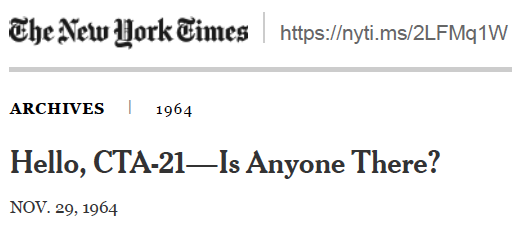 The New York Times | https://nyti.ms/2LFMq1W
ARCHIVES | 1964
Hello, CTA-21—Is Anyone There?
NOV. 29, 1964